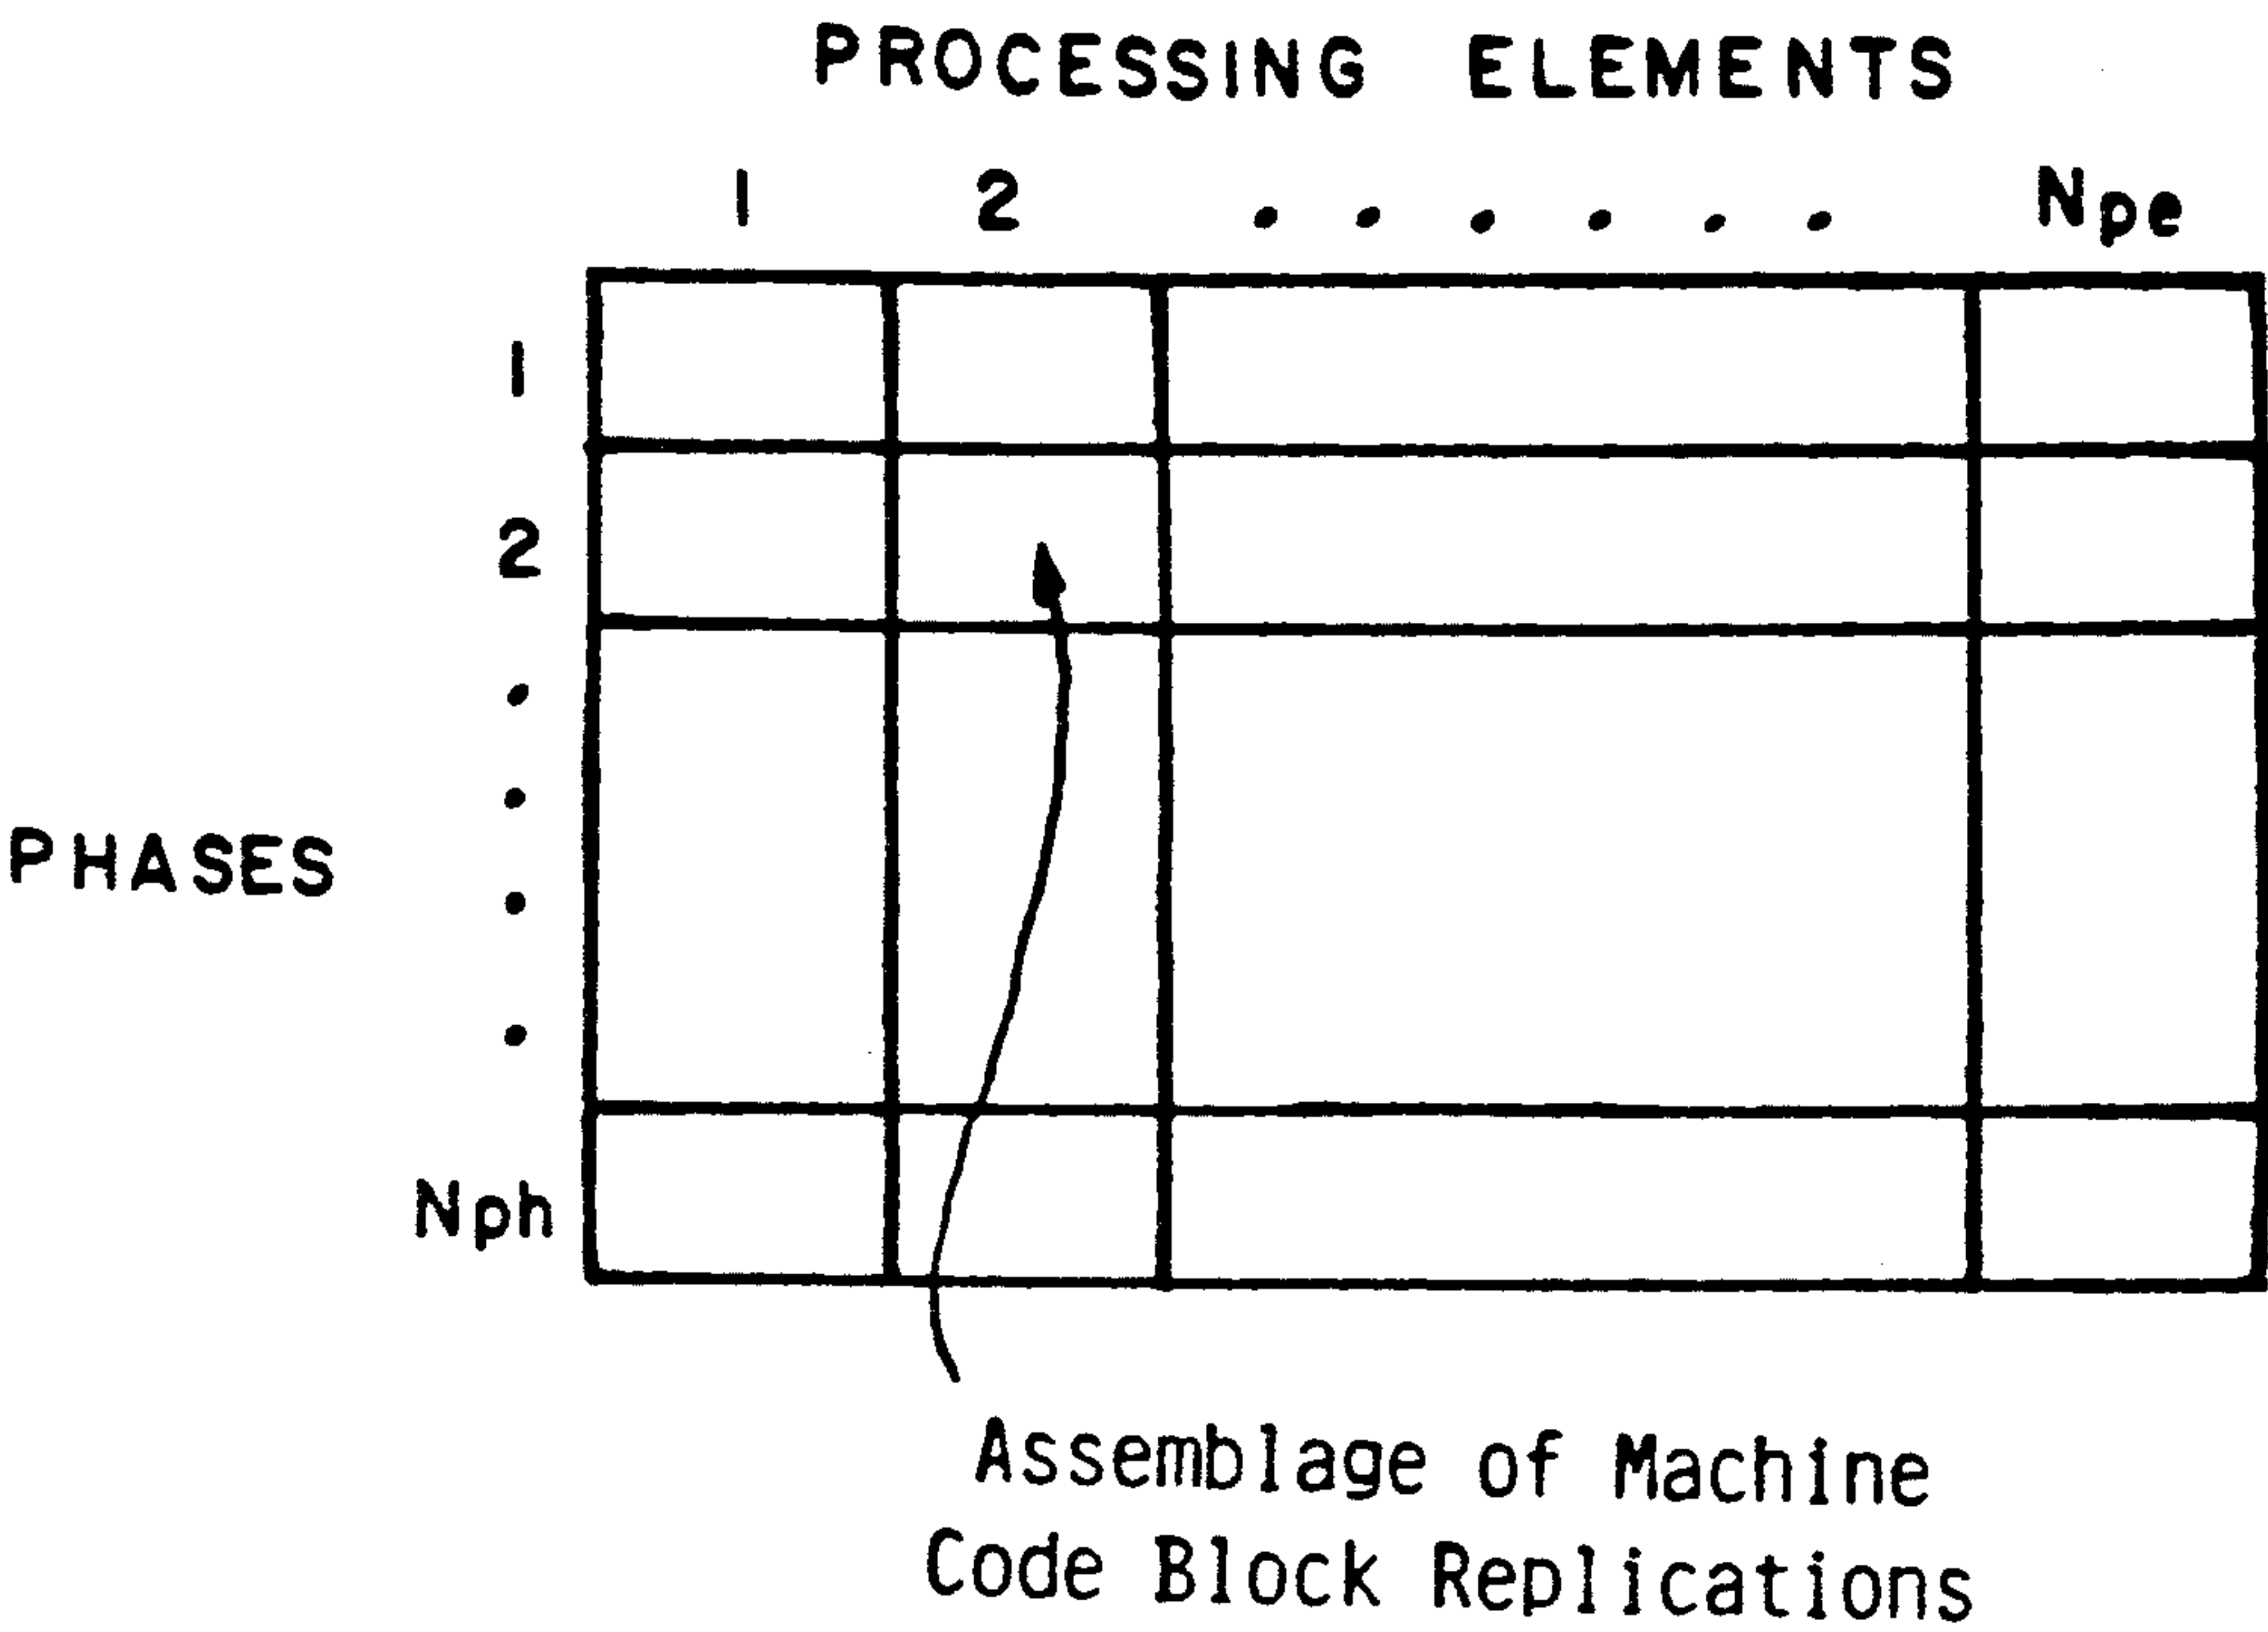 PROCESSING ELEMENTS
1 2 . . . . . . Npe
1
2
.
.
PHASES
.
.
Nph
Assemblage of Machine
Code Block Replications